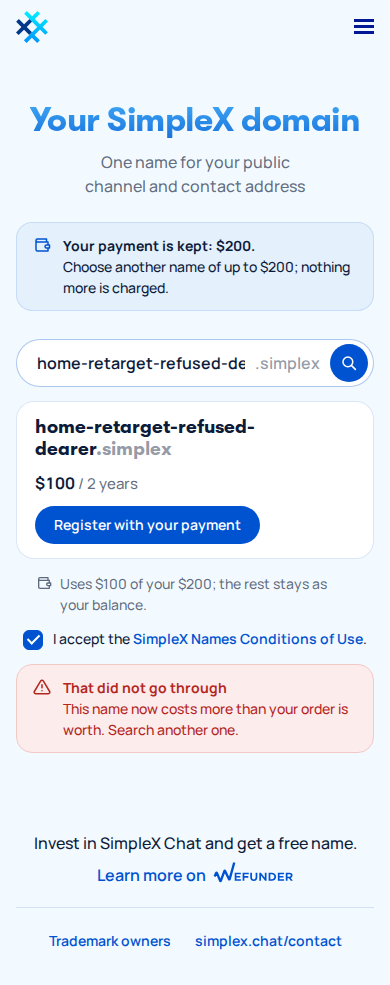 Your SimpleX domain
One name for your public
channel and contact address
Your payment is kept: $200.
Choose another name of up to $200; nothing
more is charged.
home-retarget-refused-de .simplex
home-retarget-refused-
dearer.simplex
$100 / 2 years
Register with your payment
Uses $100 of your $200; the rest stays as
your balance.
I accept the SimpleX Names Conditions of Use.
That did not go through
This name now costs more than your order is
worth. Search another one.
Invest in SimpleX Chat and get a free name.
Learn more on WEFUNDER
Trademark owners simplex.chat/contact